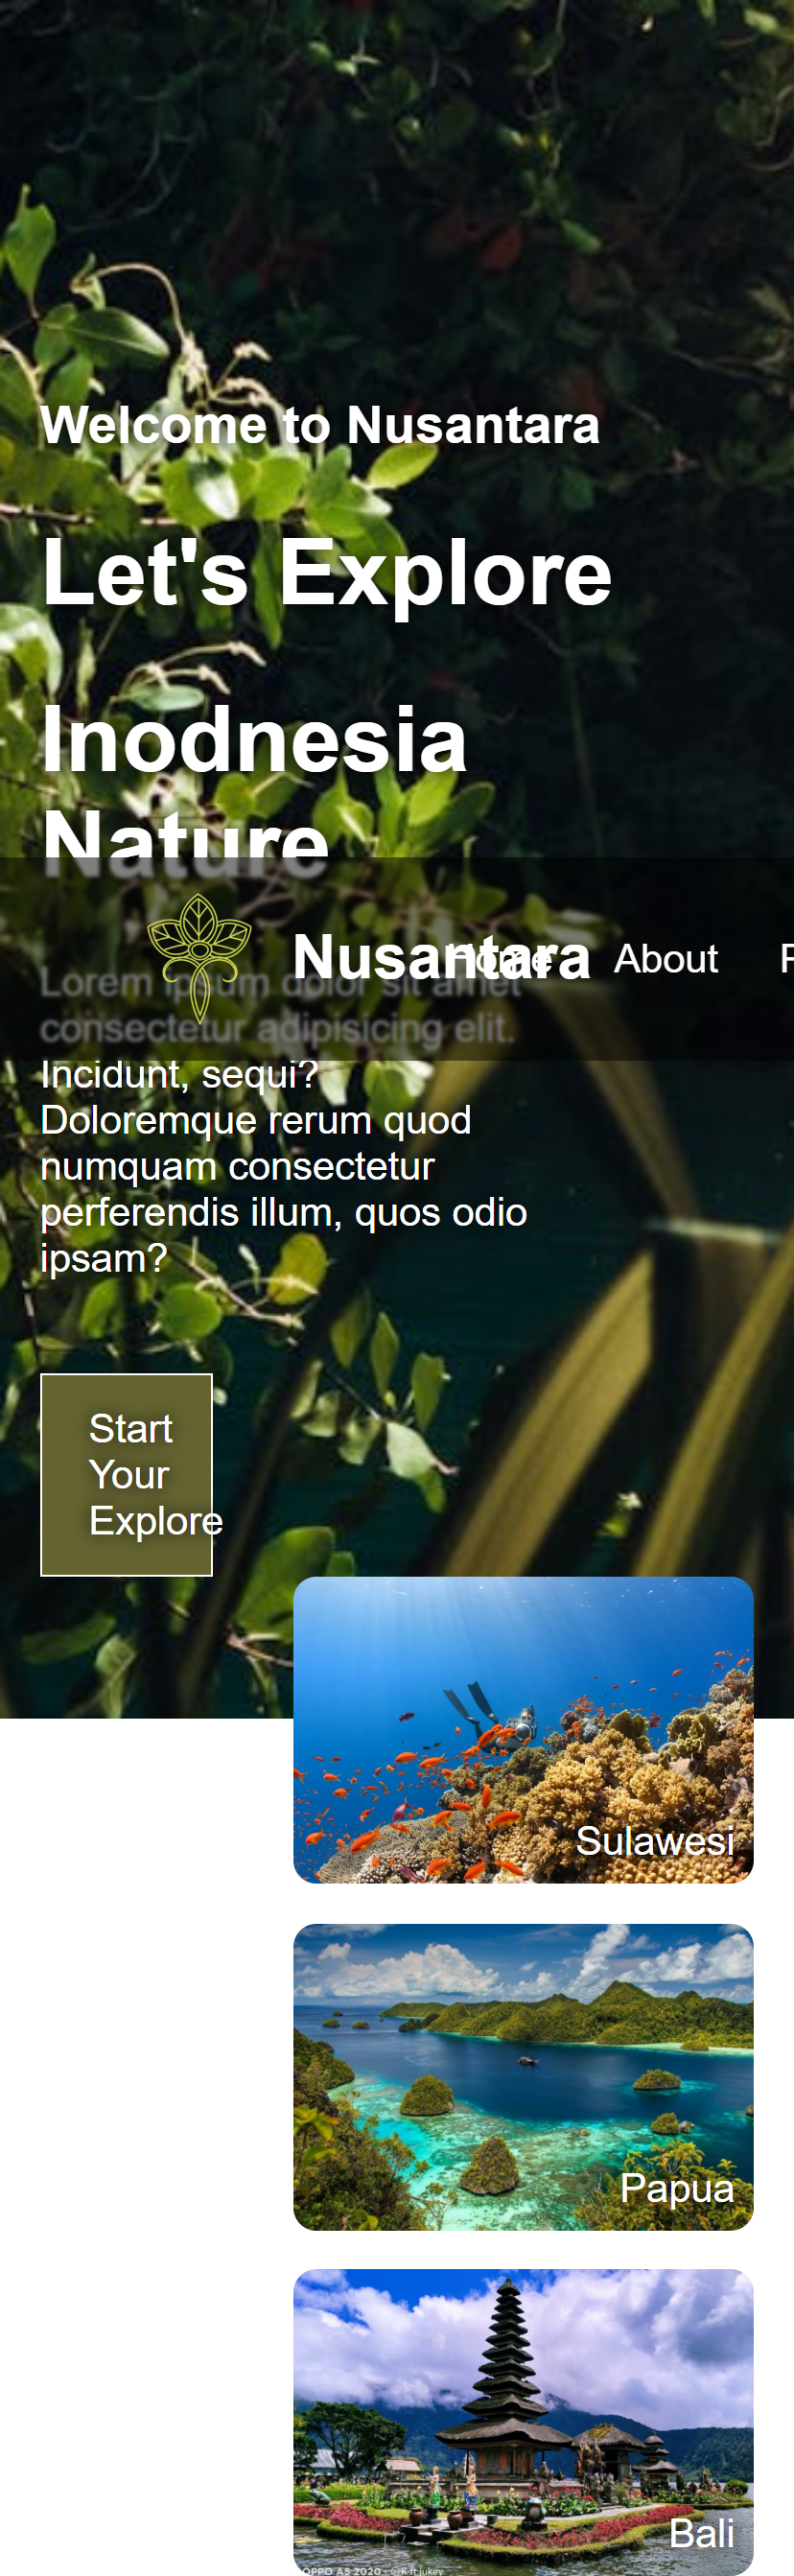 Welcome to Nusantara
Let's Explore
Inodnesia
Nature
Nusantara Home About
Lorem ipsum dolor sit amet
consectetur adipisicing elit.
Incidunt, sequi?
Doloremque rerum quod
numquam consectetur
perferendis illum, quos odio
ipsam?
Start
Your
Explore
Sulawesi
Papua
Bali
OPPO A5 2020